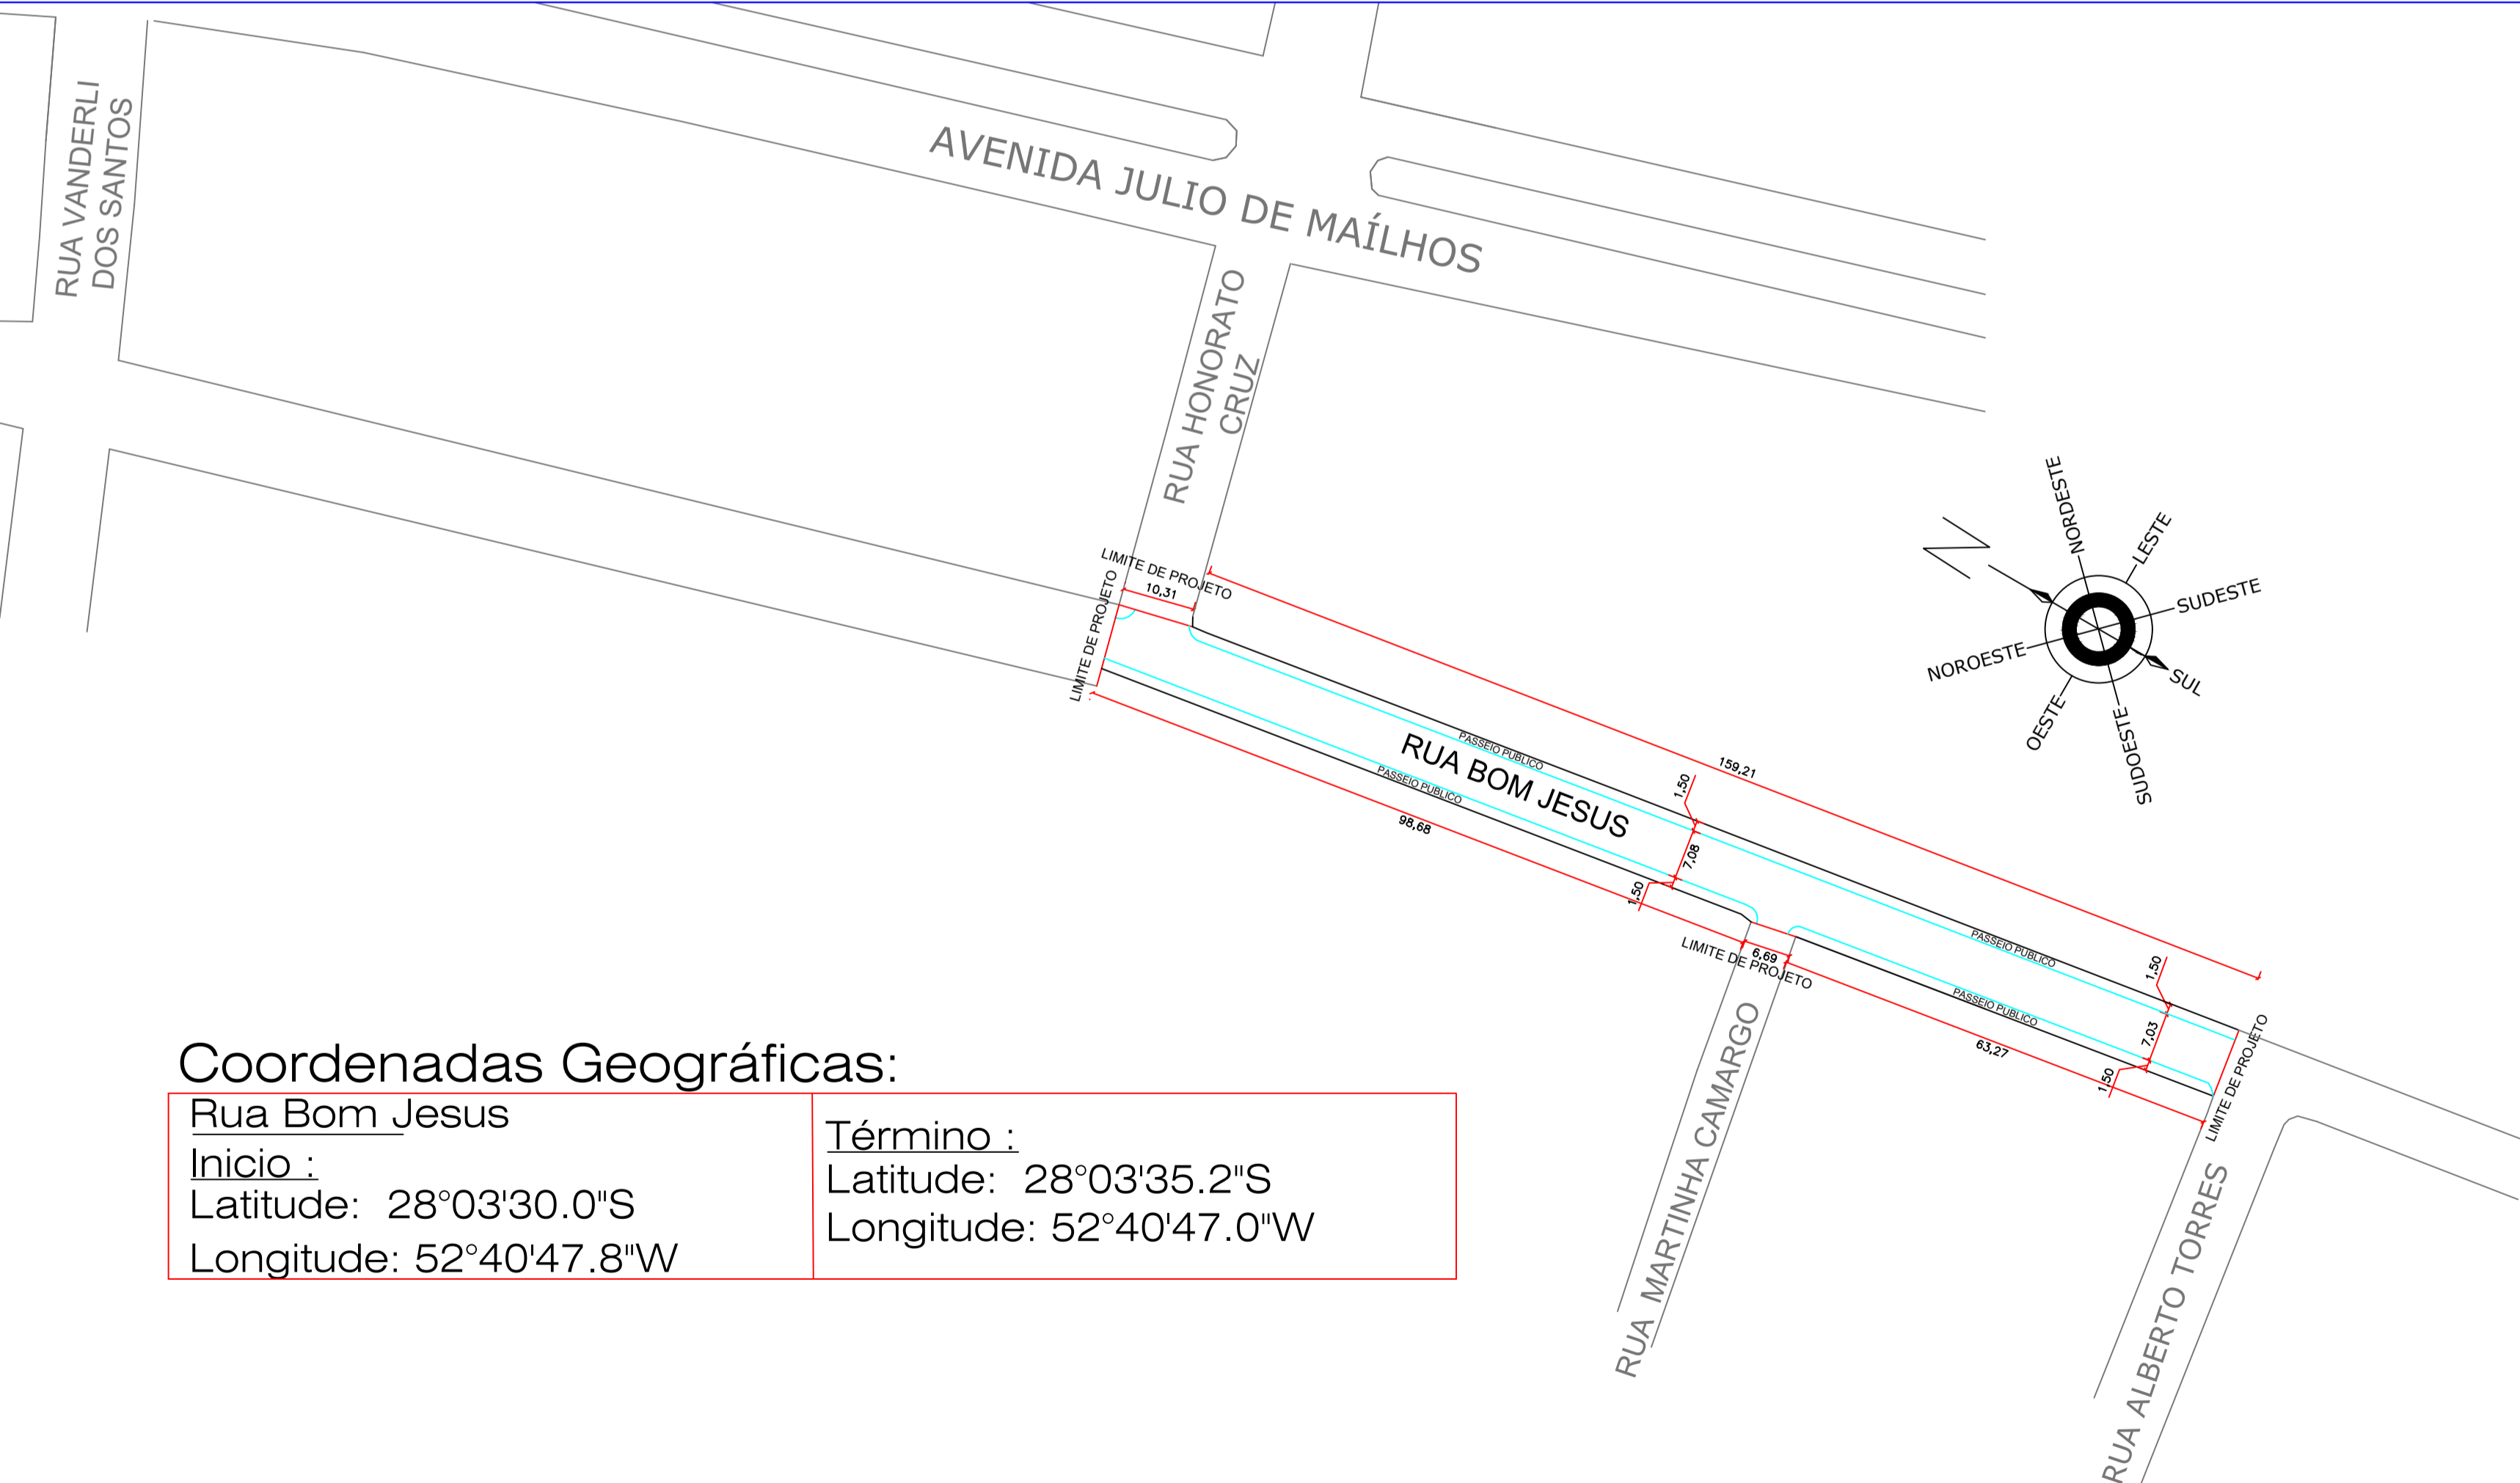 RUA VANDERLI
DOS SANTOS
AVENIDA JULIO DE MAÍLHOS
RUA HONORATO
CRUZ
LIMITE DE PROJETO
10,31
LIMITE DE PROJETO
159,21
PASSEIO PUBLICO
RUA BOM JESUS
PASSEIO PUBLICO
98,68
1,50
7,08
1,50
LIMITE DE PROJETO
6,69
PASSEIO PUBLICO
PASSEIO PUBLICO
63,27
1,50
7,03
1,50
LIMITE DE PROJETO
RUA MARTINHA CAMARGO
RUA ALBERTO TORRES
N
NORDESTE
LESTE
SUDESTE
SUL
SUDOESTE
OESTE
NOROESTE
Coordenadas Geográficas:
Rua Bom Jesus
Inicio :
Latitude: 28°03'30.0"S
Longitude: 52°40'47.8"W
Término :
Latitude: 28°03'35.2"S
Longitude: 52°40'47.0"W